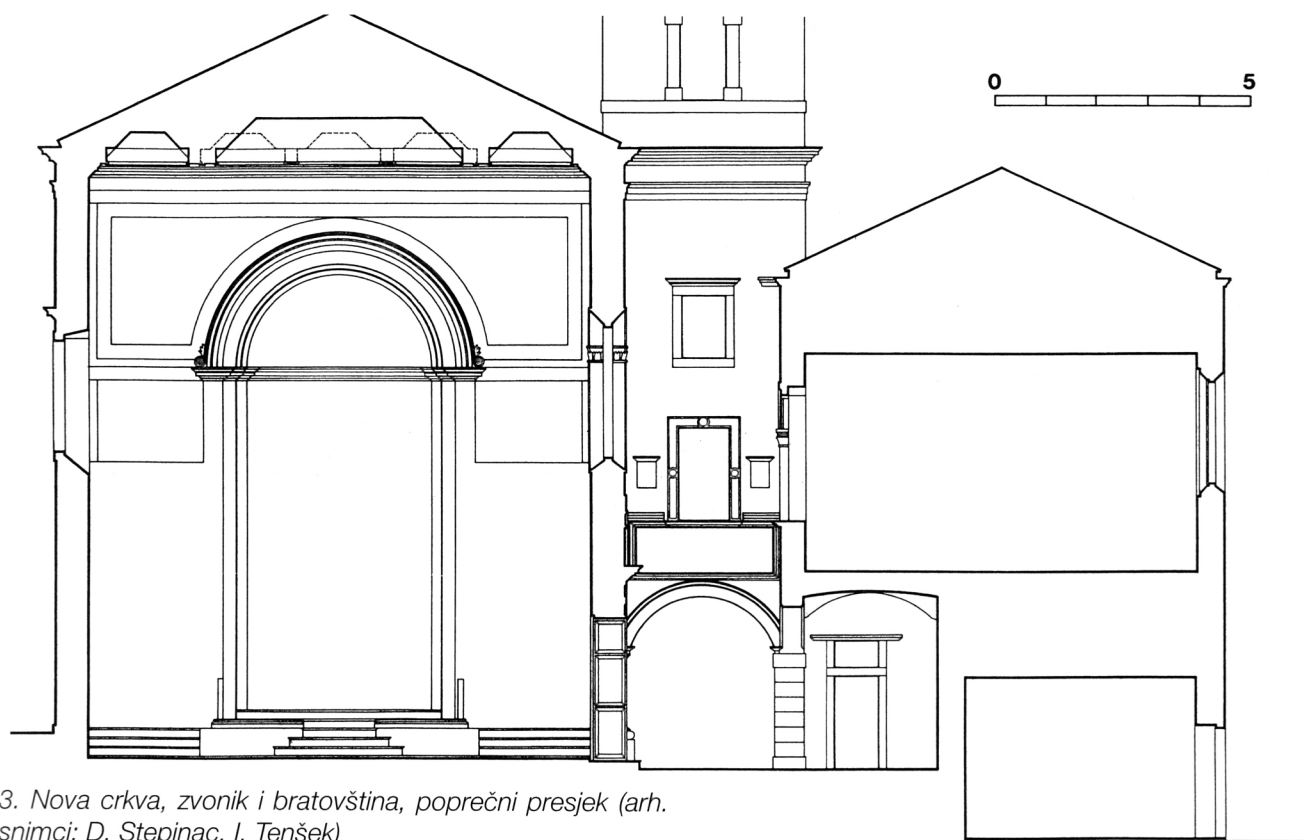 0 5
3. Nova crkva, zvonik i bratovština, poprečni presjek (arh.
snimci: D. Stepinac, I. Tenšek)